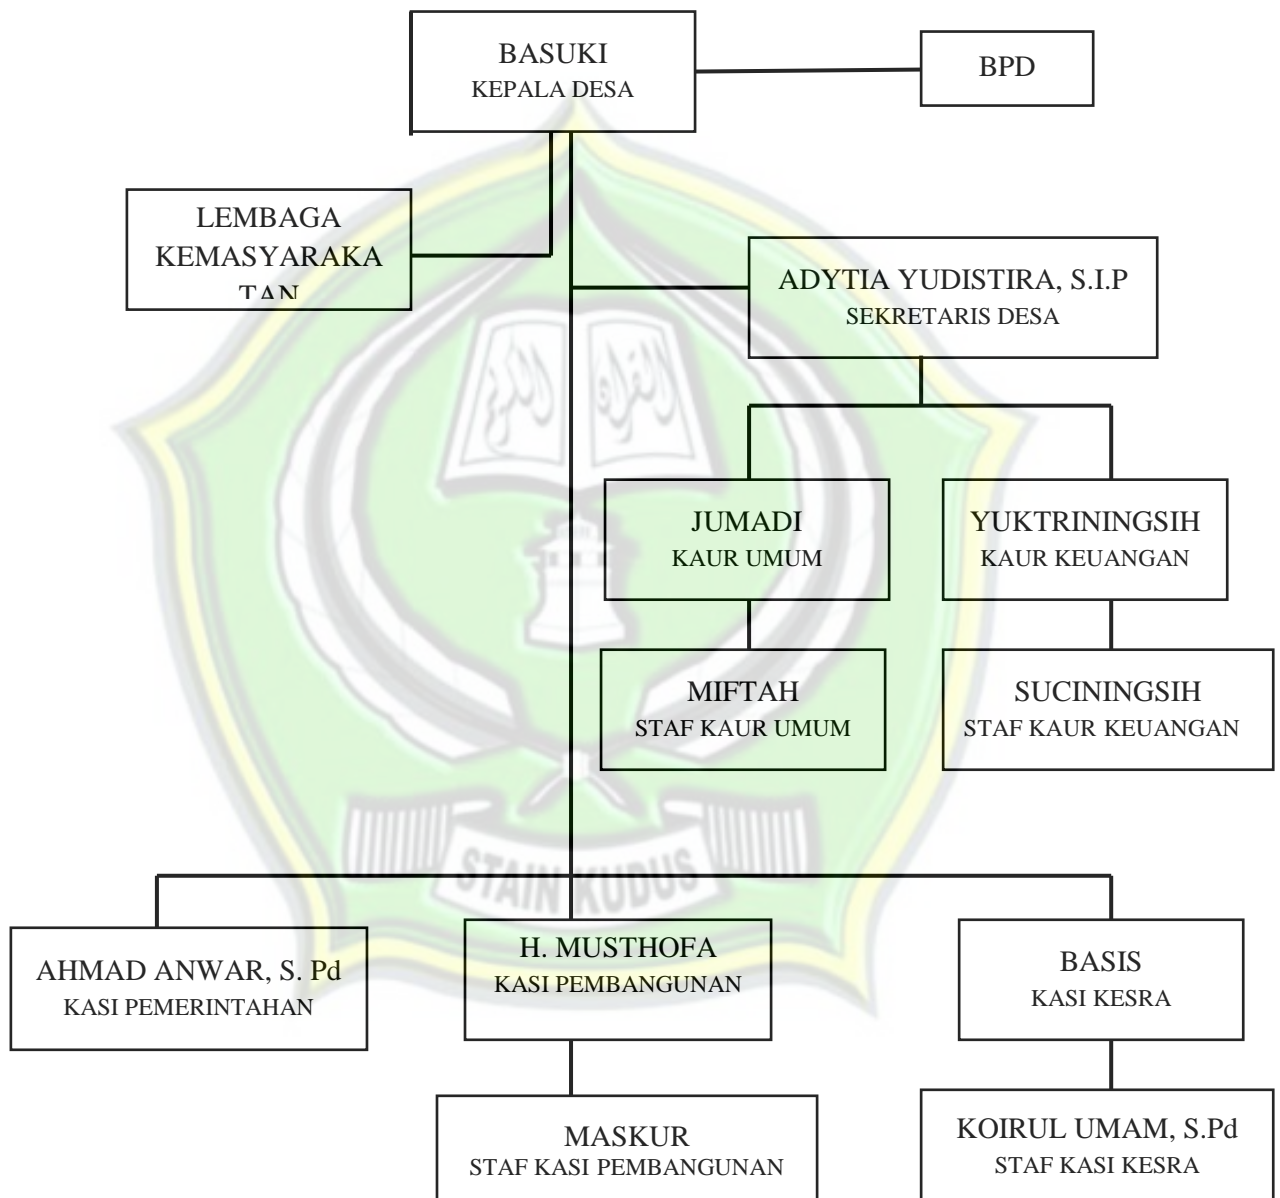 BASUKI
KEPALA DESA
BPD
LEMBAGA
KEMASYARAKA
TAN
ADYTIA YUDISTIRA, S.I.P
SEKRETARIS DESA
JUMADI
KAUR UMUM
YUKTRININGSIH
KAUR KEUANGAN
MIFTAH
STAF KAUR UMUM
SUCININGSIH
STAF KAUR KEUANGAN
STAIN KUDUS
AHMAD ANWAR, S. Pd
KASI PEMERINTAHAN
H. MUSTHOFA
KASI PEMBANGUNAN
BASIS
KASI KESRA
MASKUR
STAF KASI PEMBANGUNAN
KOIRUL UMAM, S.Pd
STAF KASI KESRA